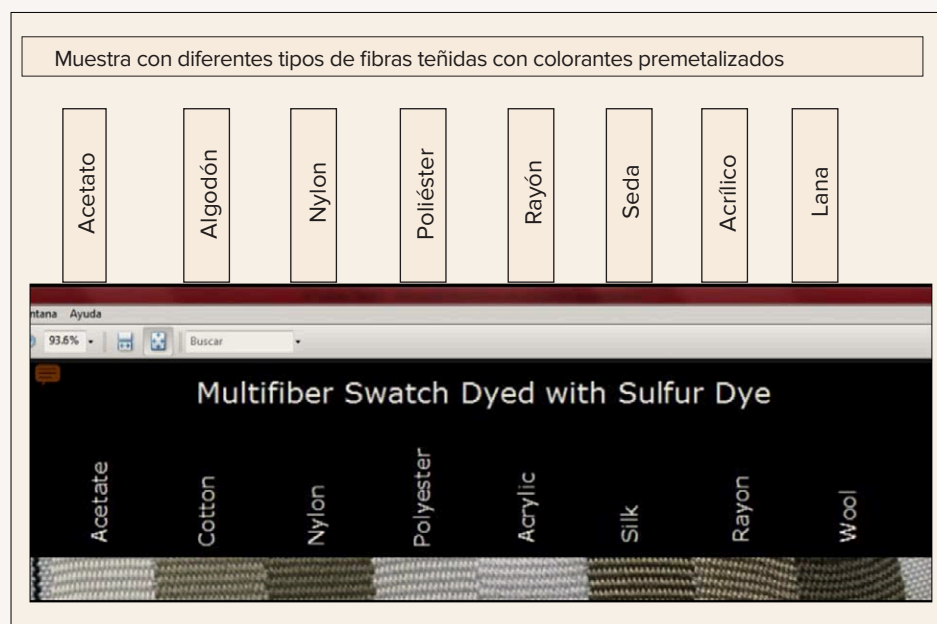 Muestra con diferentes tipos de fibras teñidas con colorantes premetalizados
Acetato
Algodón
Nylon
Poliéster
Rayón
Seda
Acrílico
Lana
ntana Ayuda
93.6%
Buscar
Multifiber Swatch Dyed with Sulfur Dye
Acetate
Cotton
Nylon
Polyester
Acrylic
Silk
Rayon
Wool